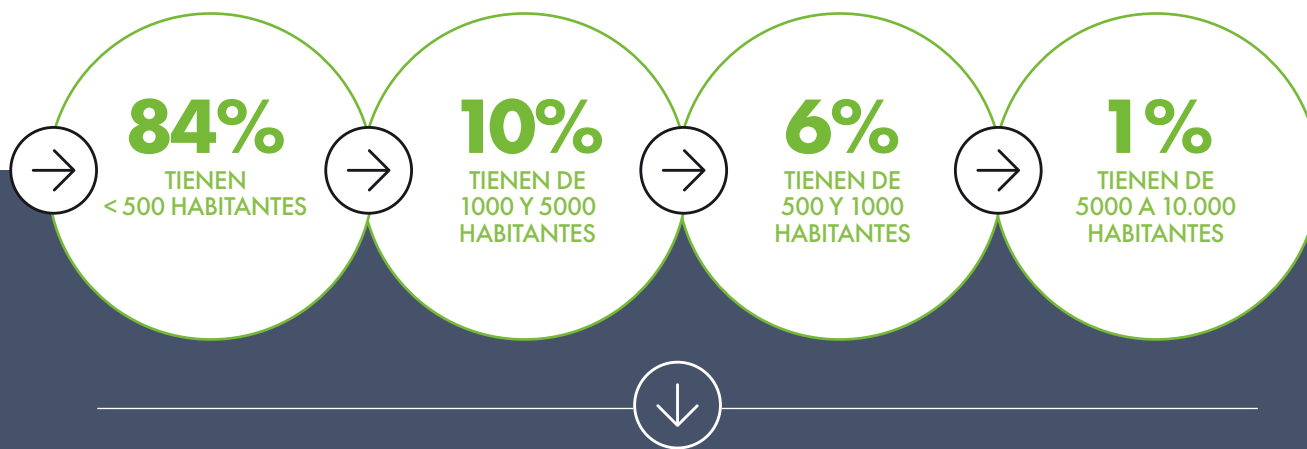 84%
TIENEN
< 500 HABITANTES
10%
TIENEN DE
1000 Y 5000
HABITANTES
6%
TIENEN DE
500 Y 1000
HABITANTES
1%
TIENEN DE
5000 A 10.000
HABITANTES